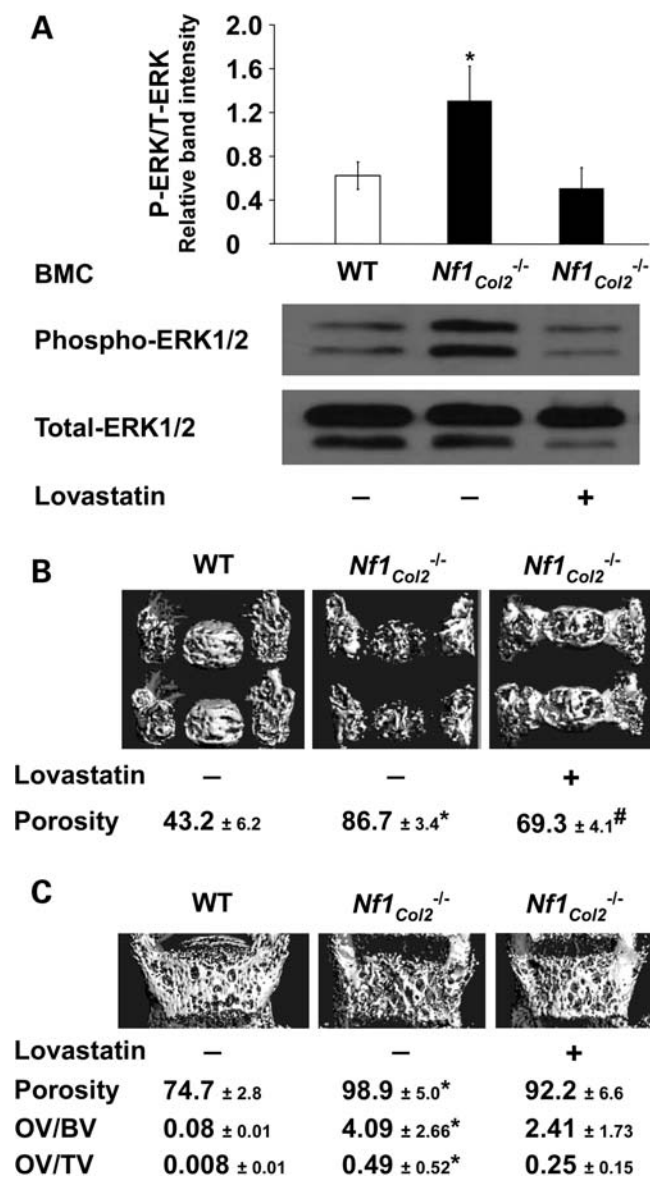 A
P-ERK/T-ERK
Relative band intensity
2.0
1.6
1.2
0.8
0.4
0
*
BMC WT Nf1Col2-/- Nf1Col2-/-
Phospho-ERK1/2
Total-ERK1/2
Lovastatin – – +
B
WT Nf1Col2-/- Nf1Col2-/-
Lovastatin – – +
Porosity 43.2 ± 6.2 86.7 ± 3.4* 69.3 ± 4.1#
C
WT Nf1Col2-/- Nf1Col2-/-
Lovastatin – – +
Porosity 74.7 ± 2.8 98.9 ± 5.0* 92.2 ± 6.6
OV/BV 0.08 ± 0.01 4.09 ± 2.66* 2.41 ± 1.73
OV/TV 0.008 ± 0.01 0.49 ± 0.52* 0.25 ± 0.15